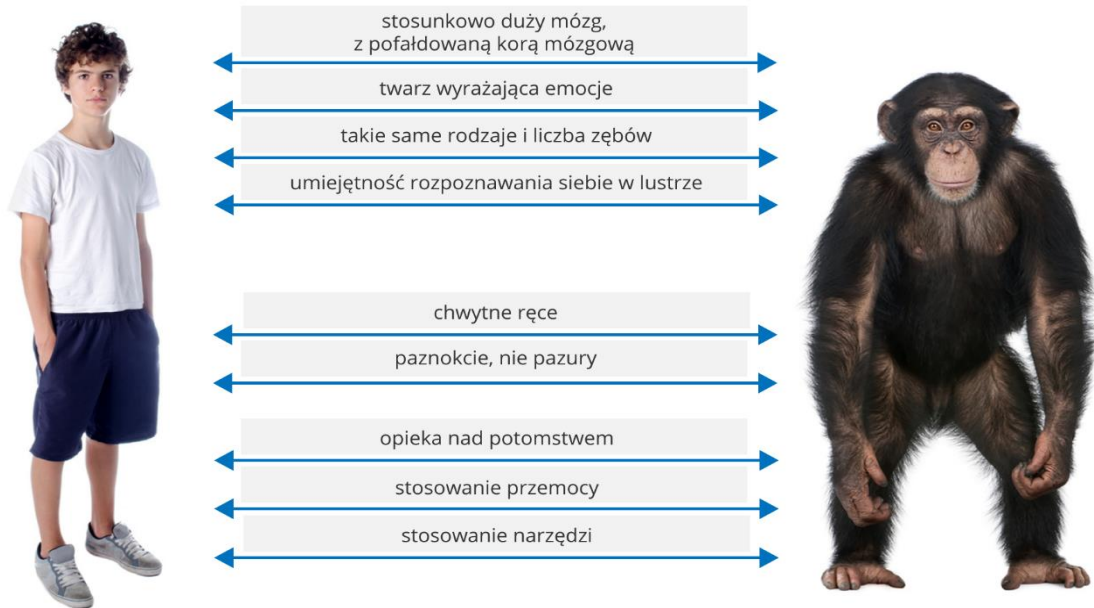 stosunkowo duży mózg,
z pofałdowaną korą mózgową
twarz wyrażająca emocje
takie same rodzaje i liczba zębów
umiejętność rozpoznawania siebie w lustrze
chwytne ręce
paznokcie, nie pazury
opieka nad potomstwem
stosowanie przemocy
stosowanie narzędzi